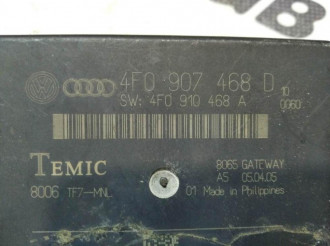 4F0 907 468 D
SW: 4F0 910 468 A
10
0060
TEMIC
8065 GATEWAY
A5 05.04.05
8006 TF7-MNL
01 Made in Philippines